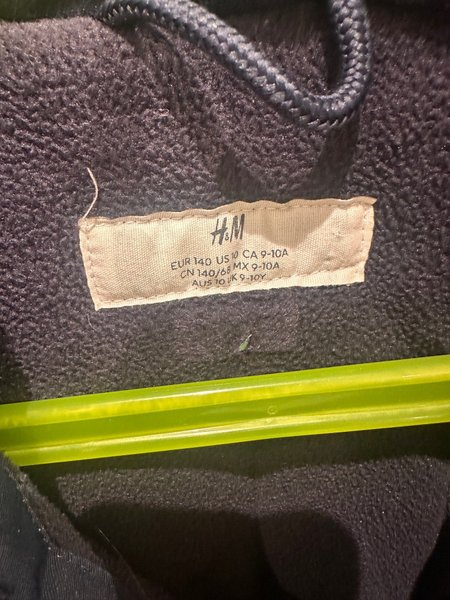 H&M
EUR 140 US 10 CA 9-10A
CN 140/68 MX 9-10A
AUS 10 UK 9-10Y